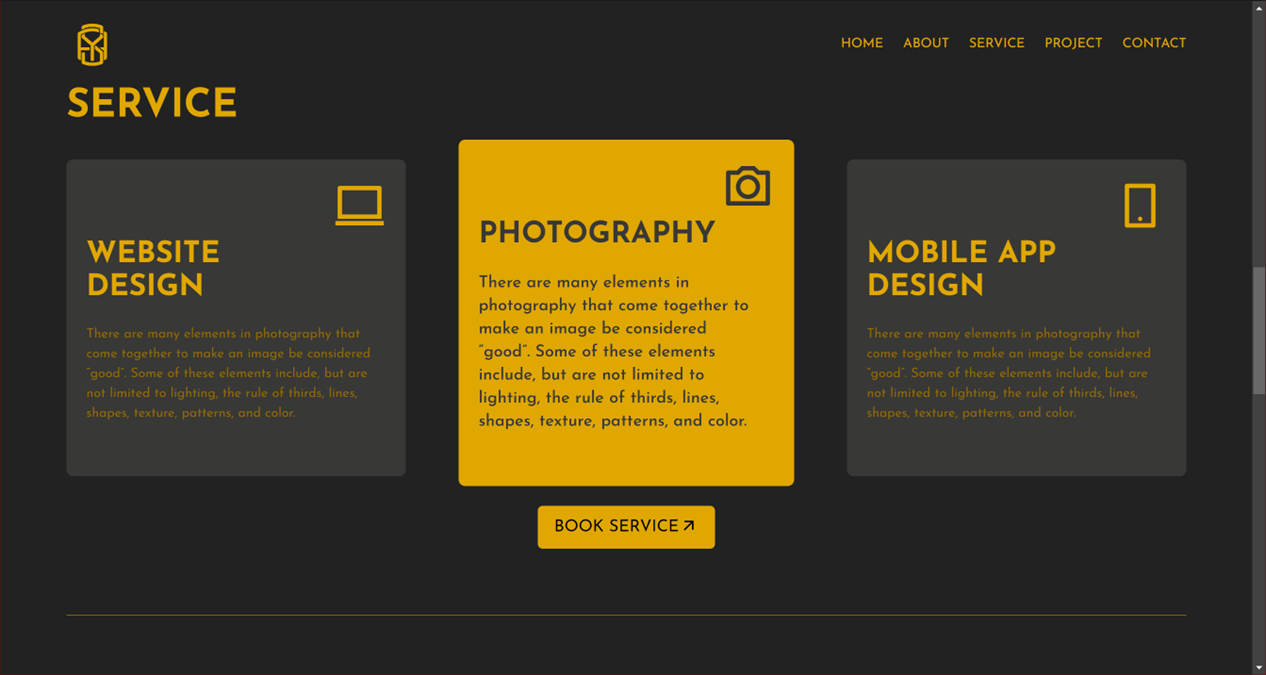 HOME ABOUT SERVICE PROJECT CONTACT
SERVICE
WEBSITE
DESIGN
There are many elements in photography that
come together to make an image be considered
“good”. Some of these elements include, but are
not limited to lighting, the rule of thirds, lines,
shapes, texture, patterns, and color.
PHOTOGRAPHY
There are many elements in
photography that come together to
make an image be considered
“good”. Some of these elements
include, but are not limited to
lighting, the rule of thirds, lines,
shapes, texture, patterns, and color.
MOBILE APP
DESIGN
There are many elements in photography that
come together to make an image be considered
“good”. Some of these elements include, but are
not limited to lighting, the rule of thirds, lines,
shapes, texture, patterns, and color.
BOOK SERVICE